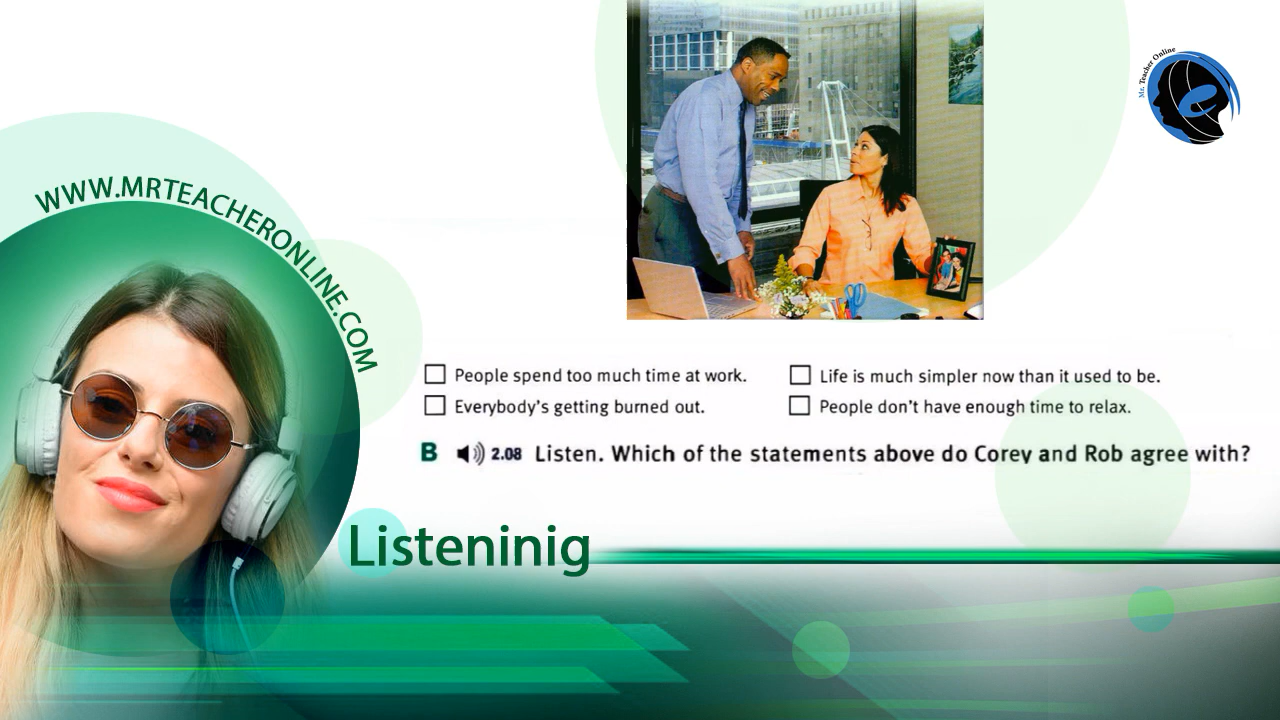 Mr. Teacher Online
WWW.MRTEACHERONLINE.COM
People spend too much time at work.
Life is much simpler now than it used to be.
Everybody's getting burned out.
People don't have enough time to relax.
B 2.08 Listen. Which of the statements above do Corey and Rob agree with?
Listeninig